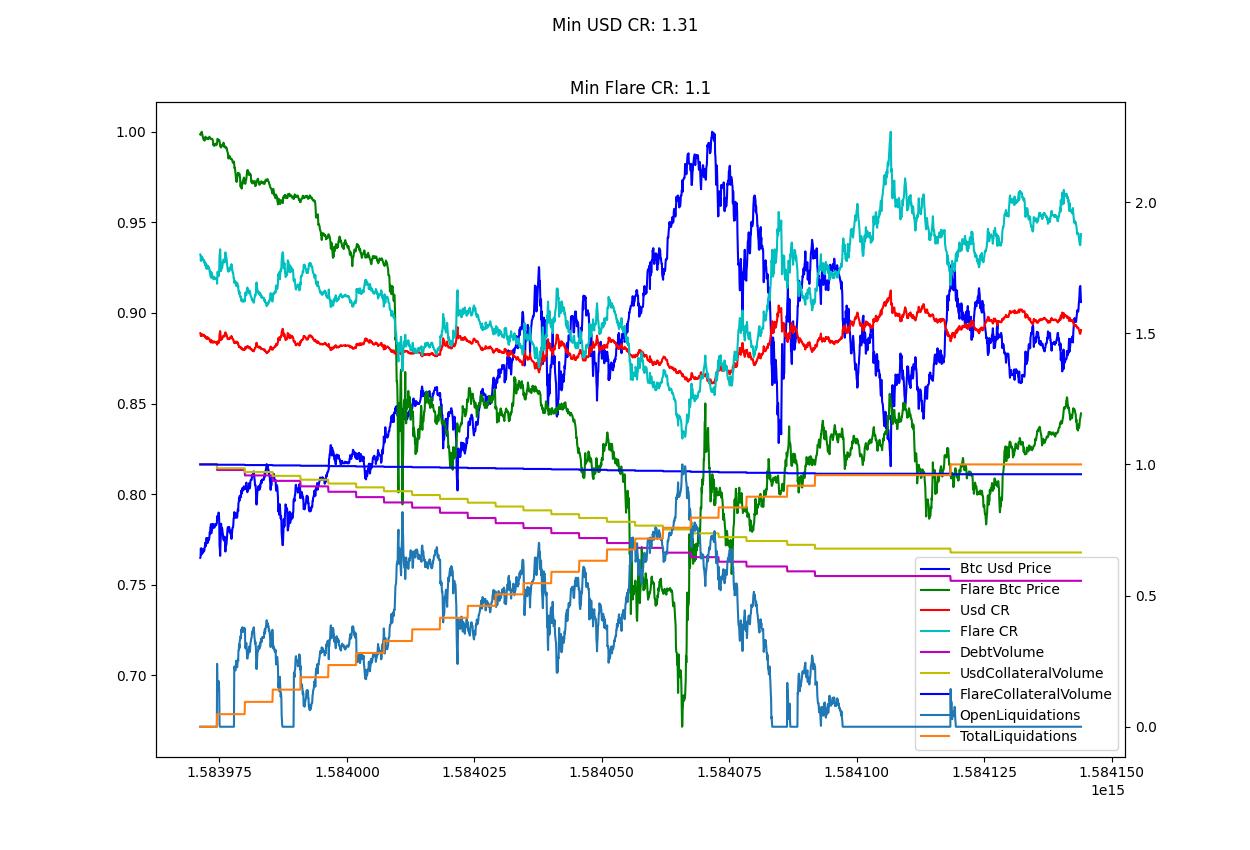 Min USD CR: 1.31
Min Flare CR: 1.1
1.00
0.95
0.90
0.85
0.80
0.75
0.70
2.0
1.5
1.0
0.5
0.0
Btc Usd Price
Flare Btc Price
Usd CR
Flare CR
DebtVolume
UsdCollateralVolume
FlareCollateralVolume
OpenLiquidations
TotalLiquidations
1.583975 1.584000 1.584025 1.584050 1.584075 1.584100 1.584125 1.584150
1e15